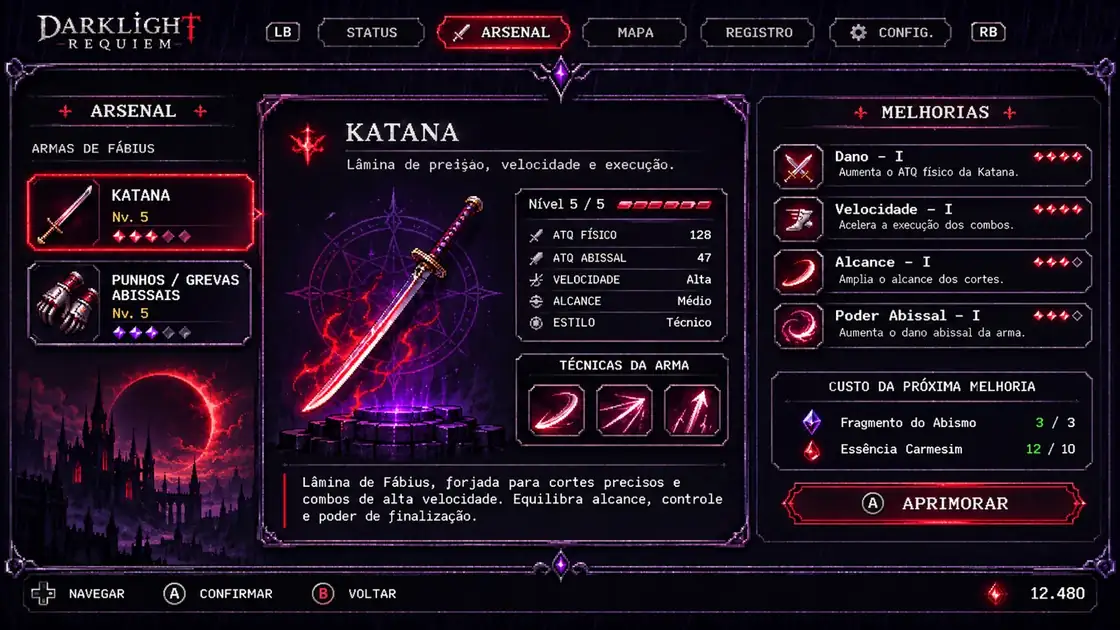 DARKLIGHT
REQUIEM
LB
STATUS
ARSENAL
MAPA
REGISTRO
CONFIG.
RB
ARSENAL
ARMAS DE FÁBIUS
KATANA
Nv. 5
PUNHOS / GREVAS
ABISSAIS
Nv. 5
KATANA
Lâmina de preisão, velocidade e execução.
Nível 5 / 5
ATQ FÍSICO 128
ATQ ABISSAL 47
VELOCIDADE Alta
ALCANCE Médio
ESTILO Técnico
TÉCNICAS DA ARMA
Lâmina de Fábius, forjada para cortes precisos e
combos de alta velocidade. Equilibra alcance, controle
e poder de finalização.
MELHORIAS
Dano – I
Aumenta o ATQ físico da Katana.
Velocidade – I
Acelera a execução dos combos.
Alcance – I
Amplia o alcance dos cortes.
Poder Abissal – I
Aumenta o dano abissal da arma.
CUSTO DA PRÓXIMA MELHORIA
Fragmento do Abismo 3 / 3
Essência Carmesim 12 / 10
A APRIMORAR
NAVEGAR
A CONFIRMAR
B VOLTAR
12.480